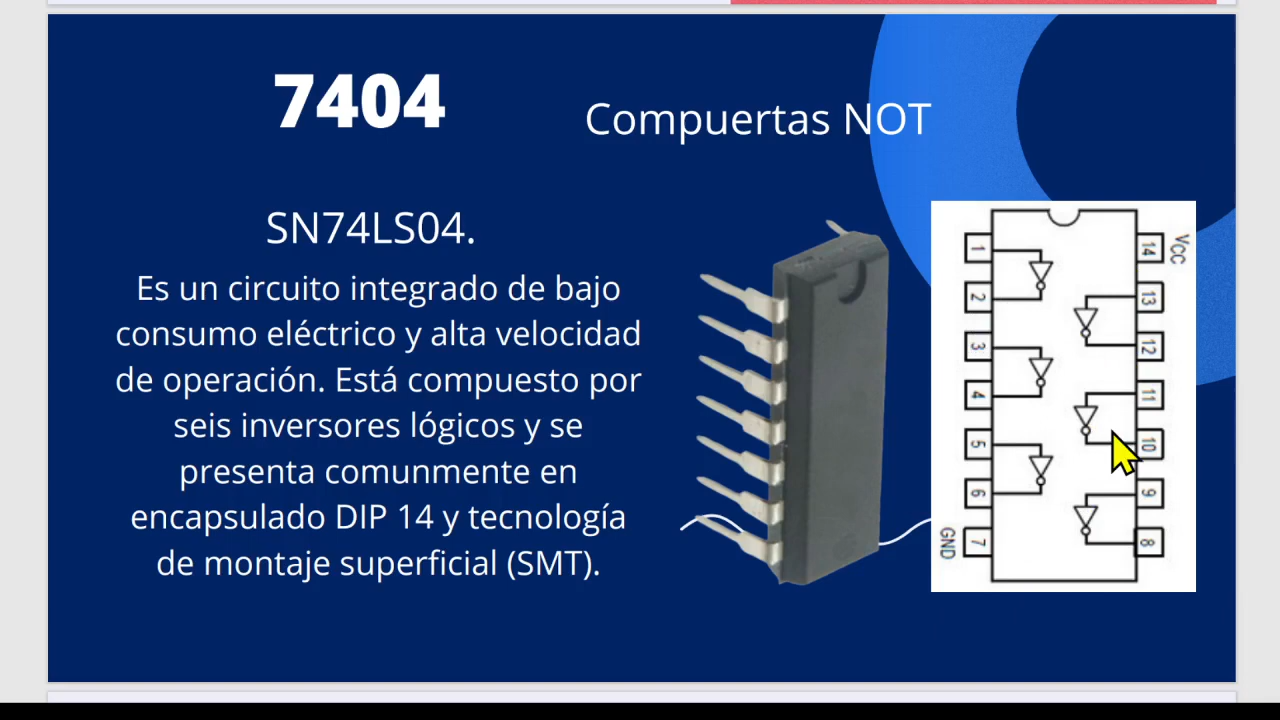 7404
Compuertas NOT
SN74LS04.
Es un circuito integrado de bajo
consumo eléctrico y alta velocidad
de operación. Está compuesto por
seis inversores lógicos y se
presenta comunmente en
encapsulado DIP 14 y tecnología
de montaje superficial (SMT).
1
2
3
4
5
6
7
GND
14
VCC
13
12
11
10
9
8